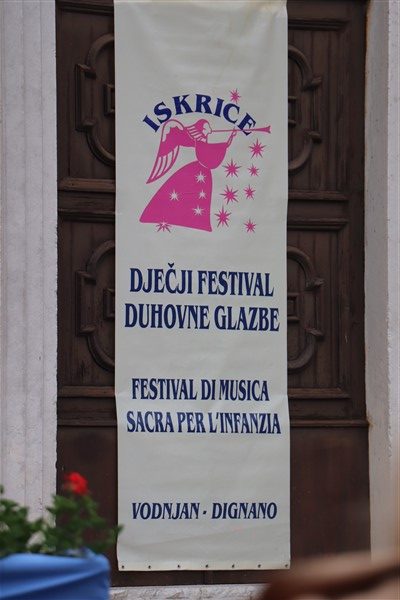 ISKRICE
DJEČJI FESTIVAL
DUHOVNE GLAZBE
FESTIVAL DI MUSICA
SACRA PER L'INFANZIA
VODNJAN - DIGNANO